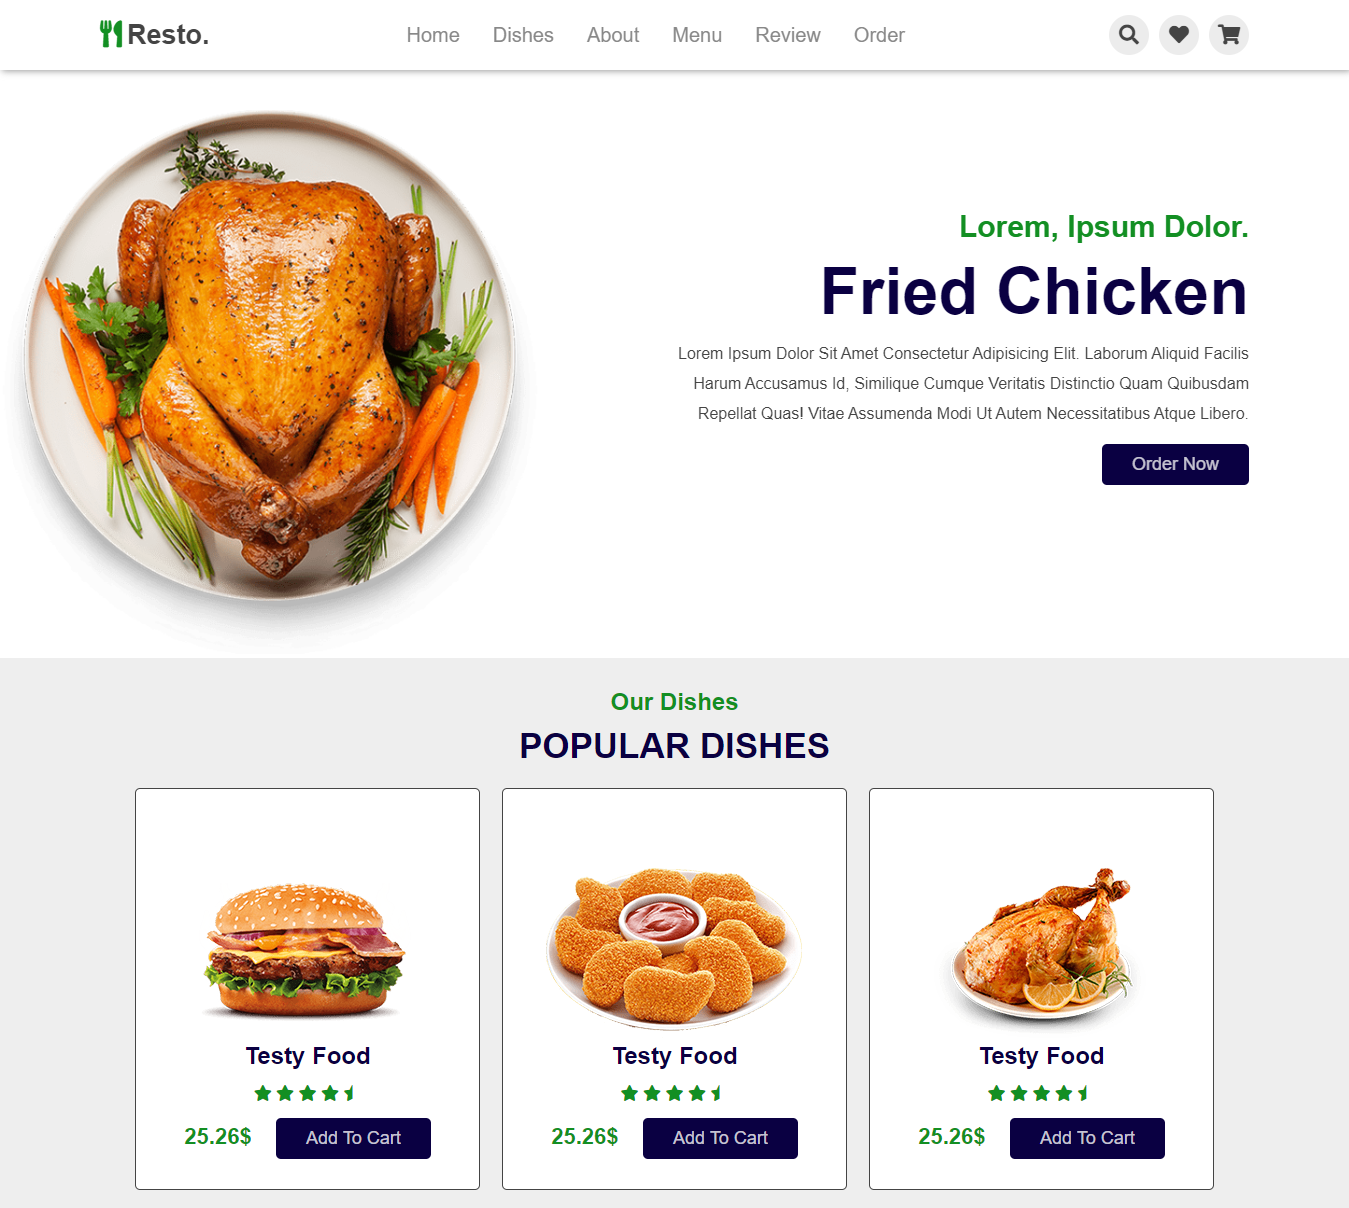 Resto.
Home Dishes About Menu Review Order
Lorem, Ipsum Dolor.
Fried Chicken
Lorem Ipsum Dolor Sit Amet Consectetur Adipisicing Elit. Laborum Aliquid Facilis
Harum Accusamus Id, Similique Cumque Veritatis Distinctio Quam Quibusdam
Repellat Quas! Vitae Assumenda Modi Ut Autem Necessitatibus Atque Libero.
Order Now
Our Dishes
POPULAR DISHES
Testy Food
25.26$ Add To Cart
Testy Food
25.26$ Add To Cart
Testy Food
25.26$ Add To Cart